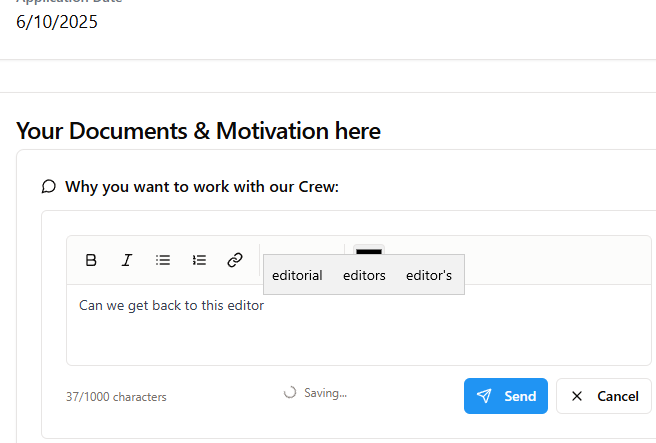 Application Date
6/10/2025
Your Documents & Motivation here
Why you want to work with our Crew:
B I
editorial editors editor's
Can we get back to this editor
37/1000 characters Saving... Send Cancel